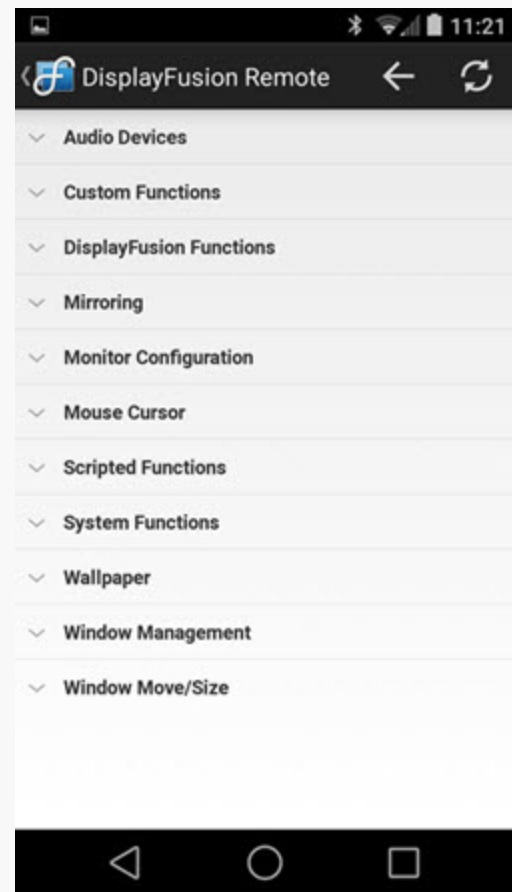 11:21
DisplayFusion Remote
Audio Devices
Custom Functions
DisplayFusion Functions
Mirroring
Monitor Configuration
Mouse Cursor
Scripted Functions
System Functions
Wallpaper
Window Management
Window Move/Size